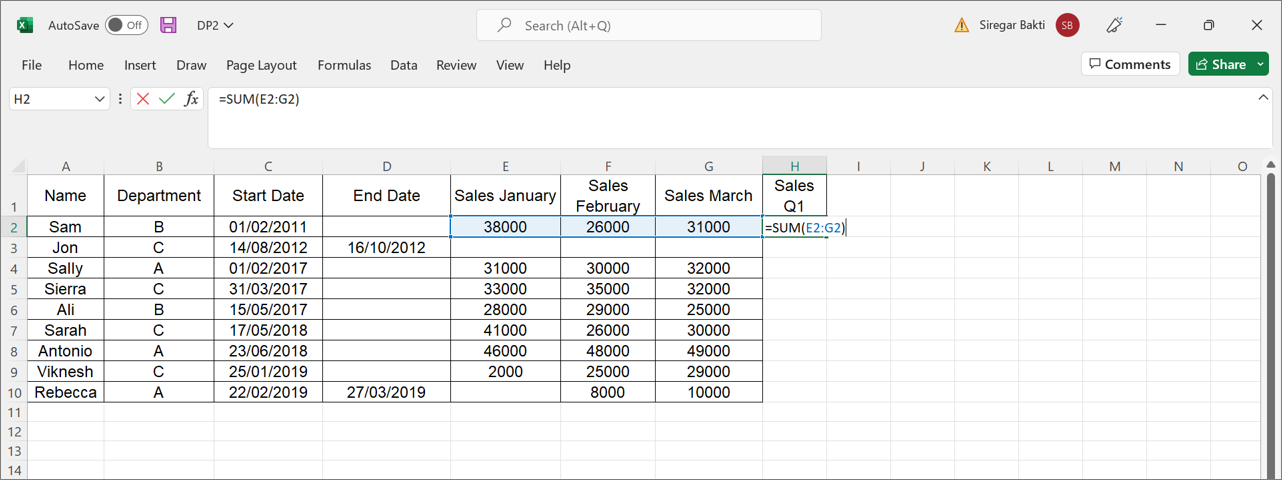 AutoSave Off DP2 Search (Alt+Q) Siregar Bakti SB
File Home Insert Draw Page Layout Formulas Data Review View Help Comments Share
H2 fx =SUM(E2:G2)
A B C D E F G H I J K L M N O
1 Name Department Start Date End Date Sales January Sales February Sales March Sales Q1
2 Sam B 01/02/2011 38000 26000 31000 =SUM(E2:G2)
3 Jon C 14/08/2012 16/10/2012
4 Sally A 01/02/2017 31000 30000 32000
5 Sierra C 31/03/2017 33000 35000 32000
6 Ali B 15/05/2017 28000 29000 25000
7 Sarah C 17/05/2018 41000 26000 30000
8 Antonio A 23/06/2018 46000 48000 49000
9 Viknesh C 25/01/2019 2000 25000 29000
10 Rebecca A 22/02/2019 27/03/2019 8000 10000
11
12
13
14